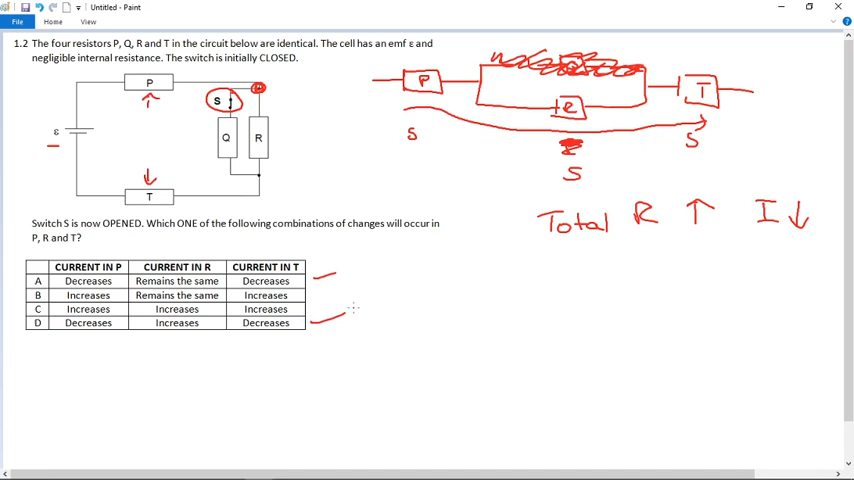 Untitled - Paint
File Home View
1.2 The four resistors P, Q, R and T in the circuit below are identical. The cell has an emf ε and
negligible internal resistance. The switch is initially CLOSED.
P
S
ε
Q
R
T
P
R
T
S
S
S
Total R ↑ I ↓
Switch S is now OPENED. Which ONE of the following combinations of changes will occur in
P, R and T?
CURRENT IN P CURRENT IN R CURRENT IN T
A Decreases Remains the same Decreases
B Increases Remains the same Increases
C Increases Increases Increases
D Decreases Increases Decreases